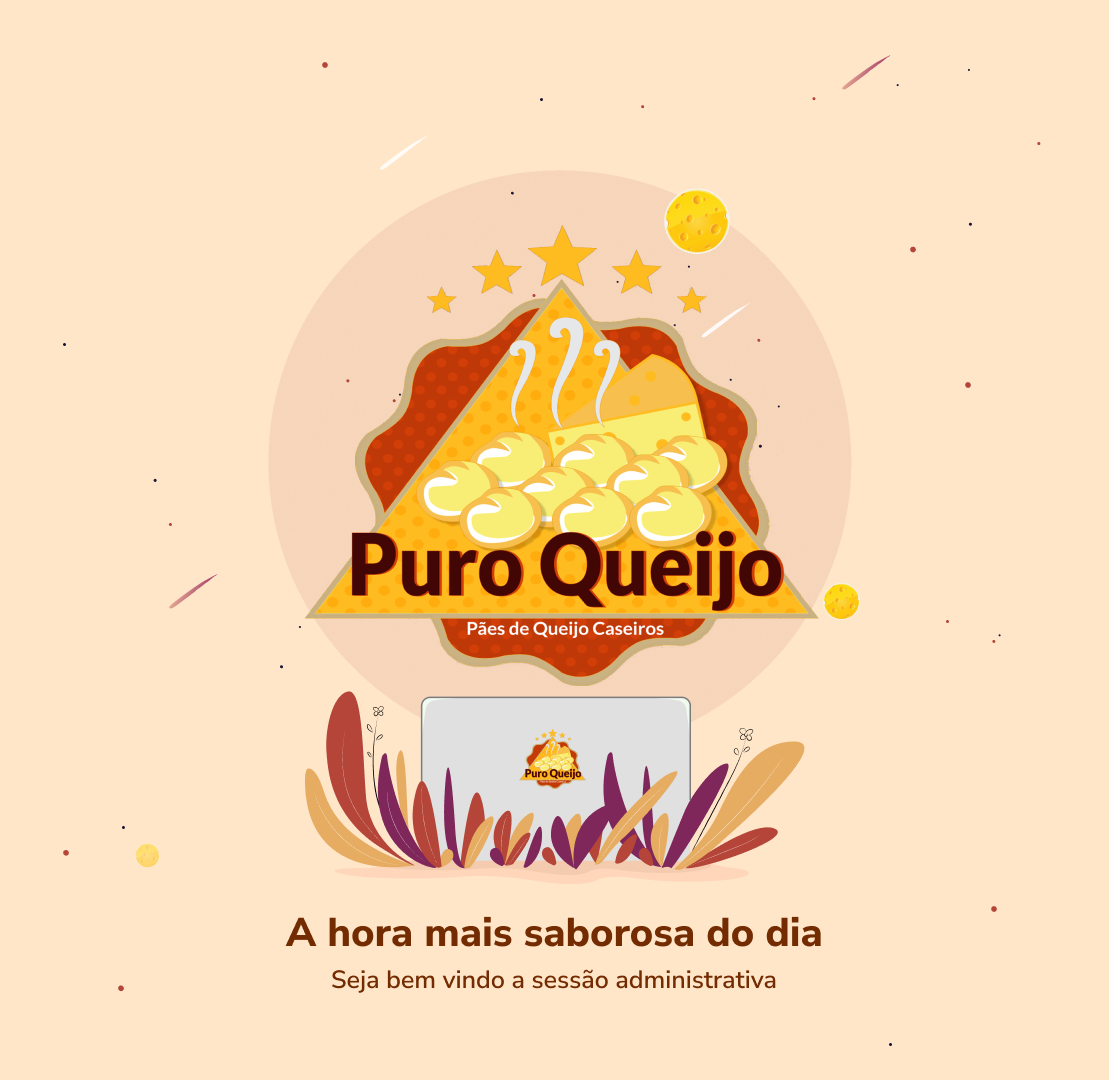 Puro Queijo
Pães de Queijo Caseiros
Puro Queijo
A hora mais saborosa do dia
Seja bem vindo a sessão administrativa